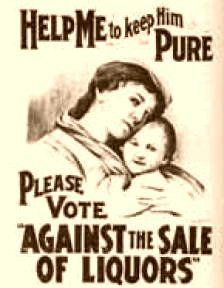 HELP ME to keep Him
PURE
PLEASE
VOTE
"AGAINST THE SALE
OF LIQUORS"